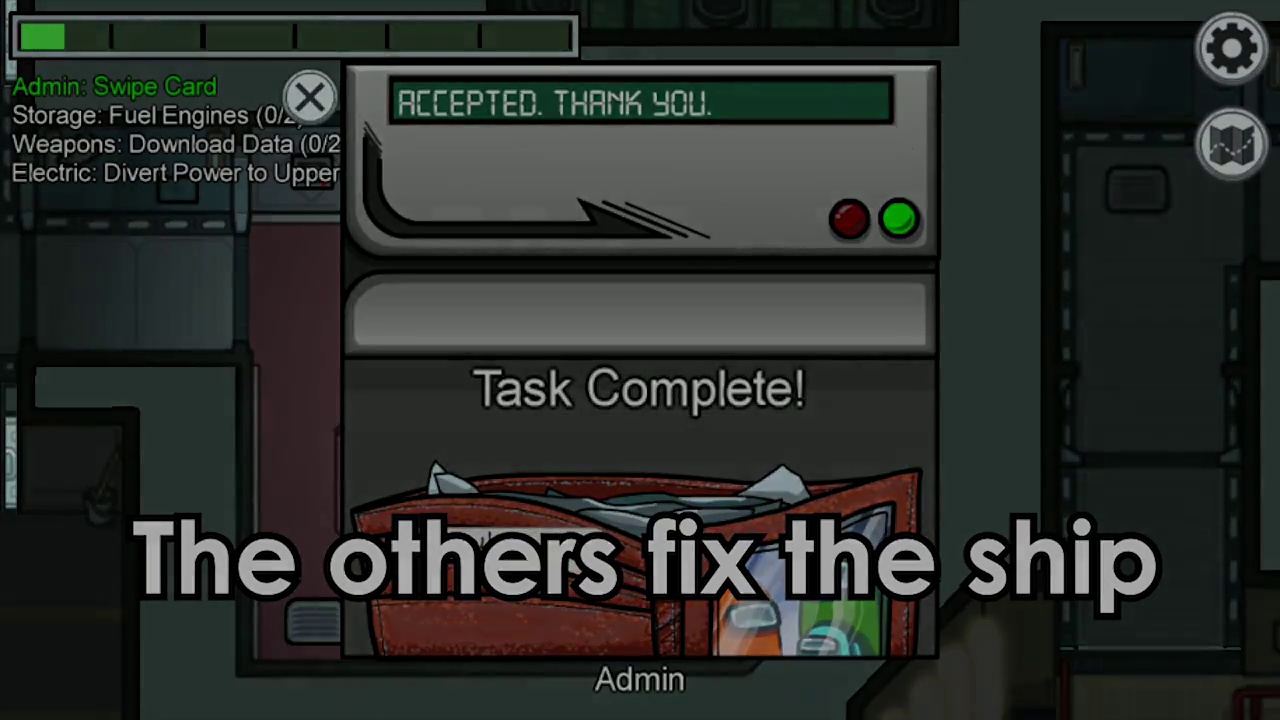 Admin: Swipe Card
Storage: Fuel Engines (0/2)
Weapons: Download Data (0/2
Electric: Divert Power to Upper
ACCEPTED. THANK YOU.
Task Complete!
The others fix the ship
Admin